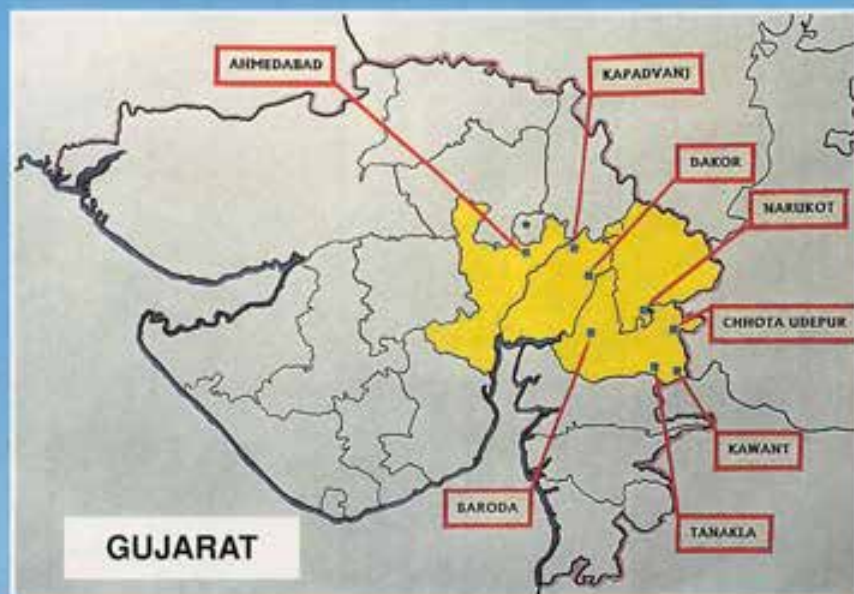 AHMEDABAD
KAPADVANJ
DAKOR
NARUKOT
CHHOTA UDEPUR
KAWANT
BARODA
TANAKLA
GUJARAT